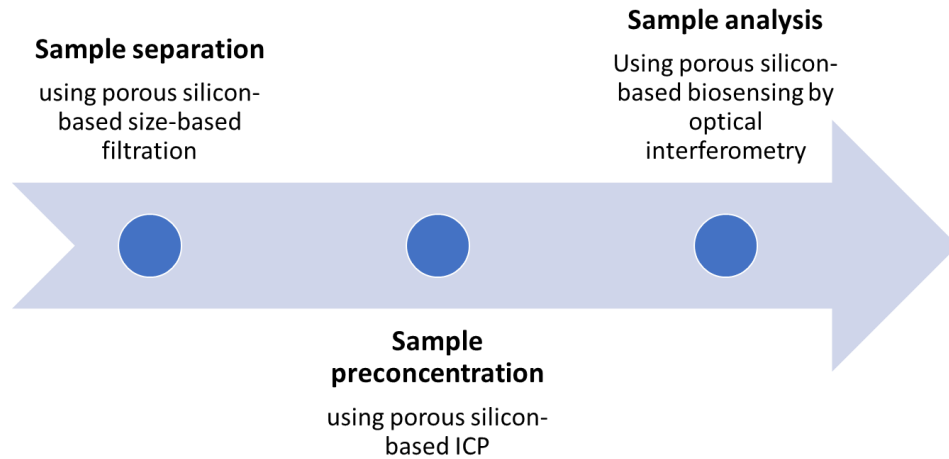 Sample separation
using porous silicon-
based size-based
filtration
Sample
preconcentration
using porous silicon-
based ICP
Sample analysis
Using porous silicon-
based biosensing by
optical
interferometry